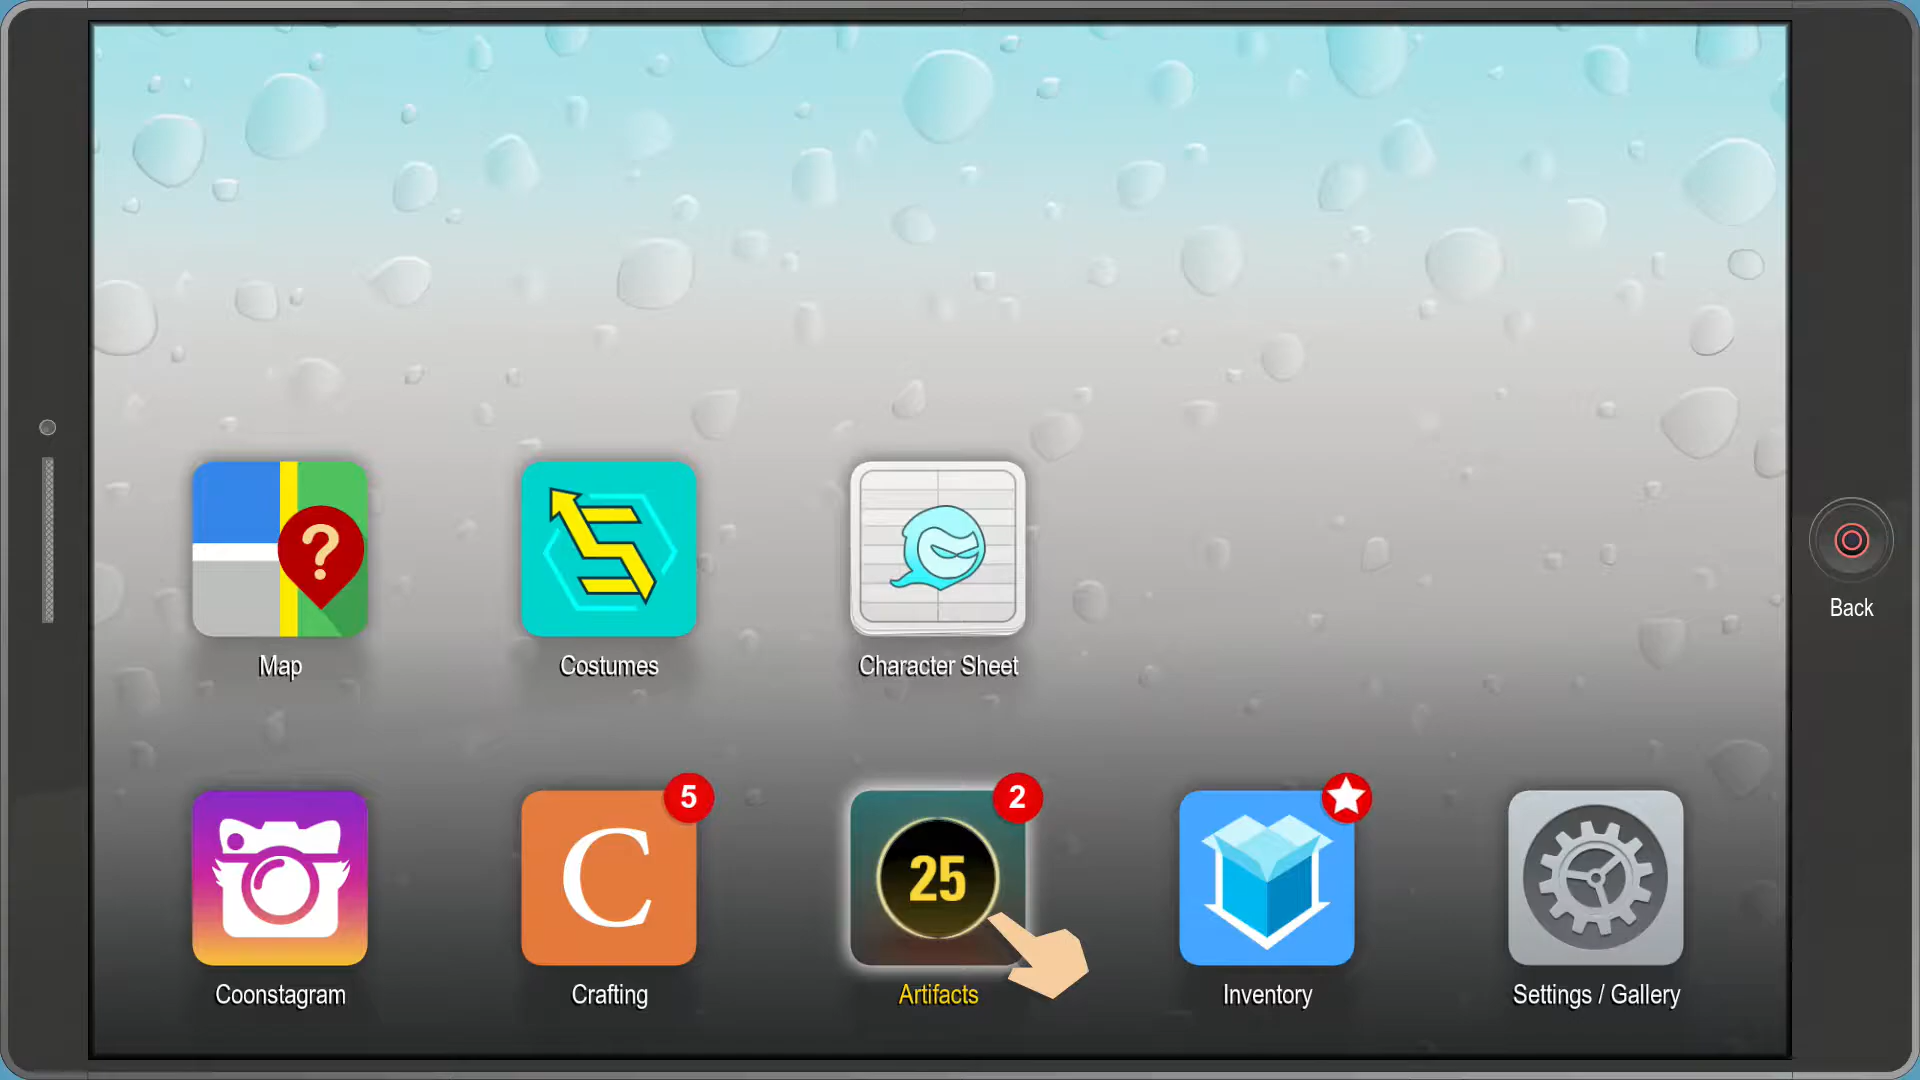 ?
Map
Costumes
Character Sheet
Back
5
2
C
25
Coonstagram
Crafting
Artifacts
Inventory
Settings / Gallery